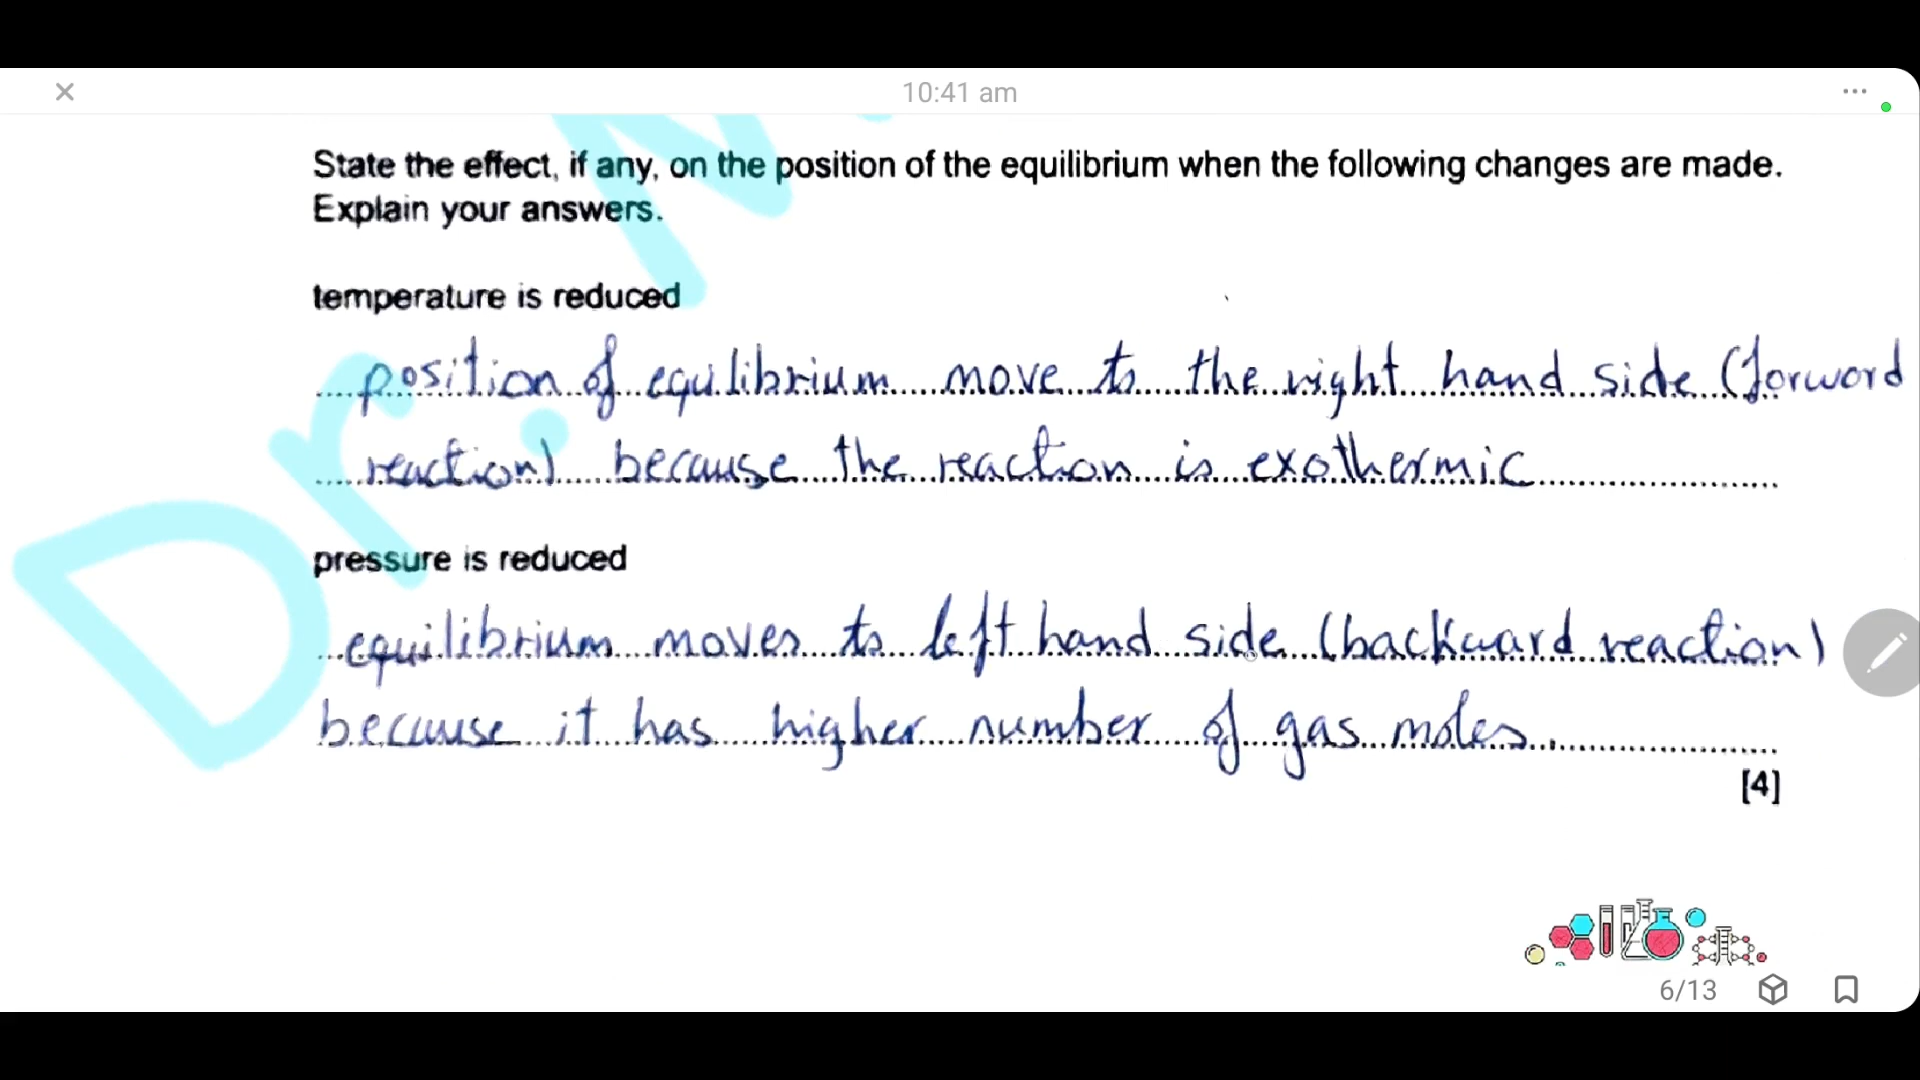 10:41 am
State the effect, if any, on the position of the equilibrium when the following changes are made.
Explain your answers.
temperature is reduced
position of equilibrium move to the right hand side (forword
reaction) because the reaction is exothermic
pressure is reduced
equilibrium moves to left hand side (backward reaction)
because it has higher number of gas moles
[4]
6/13
Dr.